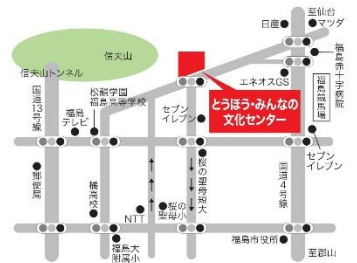 至仙台
日産
マツダ
信夫山
福島赤十字病院
信夫山トンネル
エネオスGS
福島競馬場
国道13号線
松韻学園
福島高等学校
とうほう・みんなの
文化センター
福島
テレビ
セブン
イレブン
セブン
イレブン
郵便局
橘高校
桜の聖母短大
国道4号線
桜の
聖母小
NTT
福島大
附属小
福島市役所
至郡山